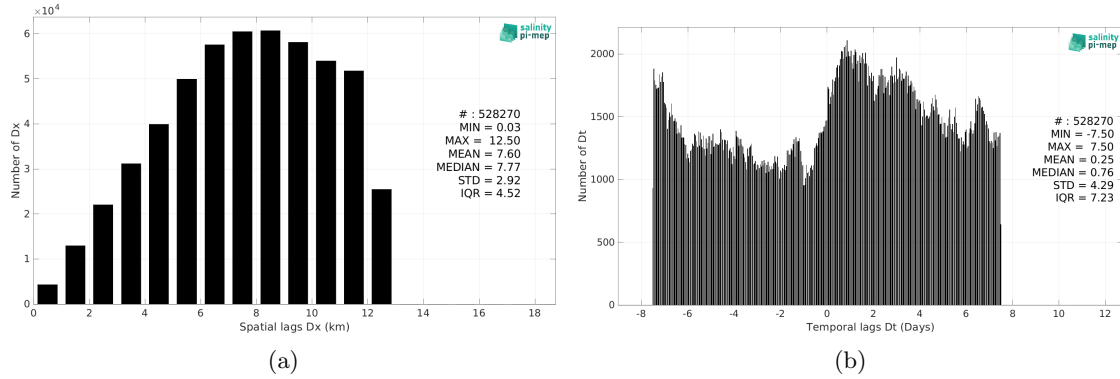 ×10⁴
6
5
4
3
2
1
0
Number of Dx
0 2 4 6 8 10 12 14 16 18
Spatial lags Dx (km)
salinity
pi-mep
# : 528270
MIN = 0.03
MAX = 12.50
MEAN = 7.60
MEDIAN = 7.77
STD = 2.92
IQR = 4.52
(a)
2000
1500
1000
500
0
Number of Dt
-8 -6 -4 -2 0 2 4 6 8 10 12
Temporal lags Dt (Days)
salinity
pi-mep
# : 528270
MIN = -7.50
MAX = 7.50
MEAN = 0.25
MEDIAN = 0.76
STD = 4.29
IQR = 7.23
(b)